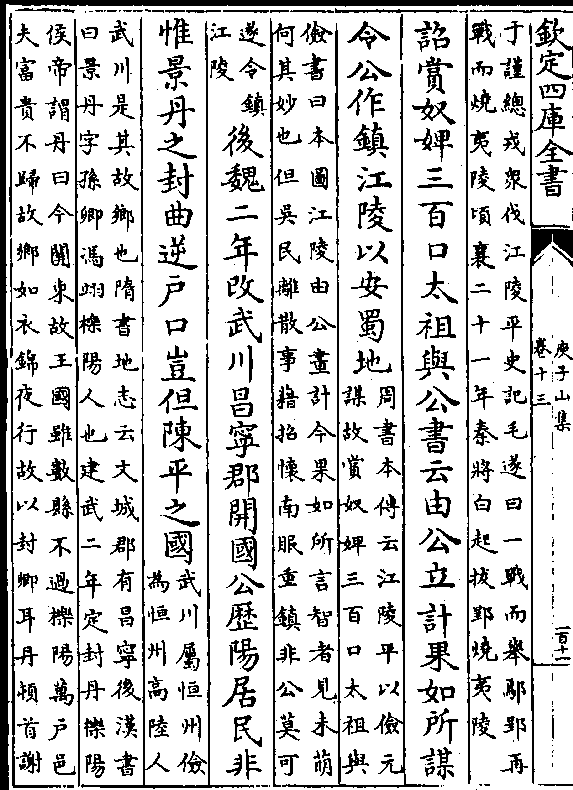 欽定四庫全書
庾子山集
卷十三
一百十一
于謹總戎衆伐江陵平史記毛遂曰一戰而舉鄢郢再
戰而燒夷陵頃襄二十一年秦將白起拔郢燒夷陵
詔賞奴婢三百口太祖與公書云由公立計果如所謀
令公作鎮江陵以安蜀地
周書本傳云江陵平以儉元
謀故賞奴婢三百口太祖與
儉書曰本圖江陵由公畫計今果如所言智者見未萌
何其妙也但吳民離散事藉招懷南服重鎮非公莫可
遂令鎮
江陵
後魏二年改武川昌寧郡開國公歷陽居民非
惟景丹之封曲逆戶口豈但陳平之國
武川屬恒州儉
為恒州高陸人
武川是其故鄉也隋書地志云文城郡有昌寧後漢書
曰景丹字孫卿馮翊櫟陽人也建武二年定封丹櫟陽
侯帝謂丹曰今關東故王國雖數縣不過櫟陽萬戶邑
夫富貴不歸故鄉如衣錦夜行故以封卿耳丹頓首謝